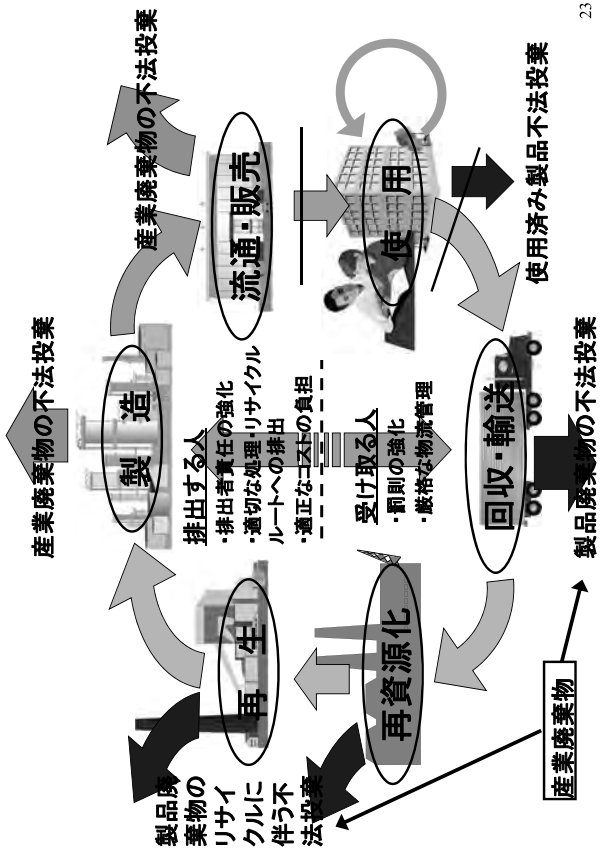 産業廃棄物の不法投棄
産業廃棄物の不法投棄
製造
流通・販売
排出する人
・排出者責任の強化
・適切な処理・リサイクル
ルートへの排出
・適正なコストの負担
受け取る人
・罰則の強化
・厳格な物流管理
使用
使用済み製品不法投棄
回収・輸送
製品廃棄物の不法投棄
再生
再資源化
製品廃
棄物の
リサイ
クルに
伴う不
法投棄
産業廃棄物
23